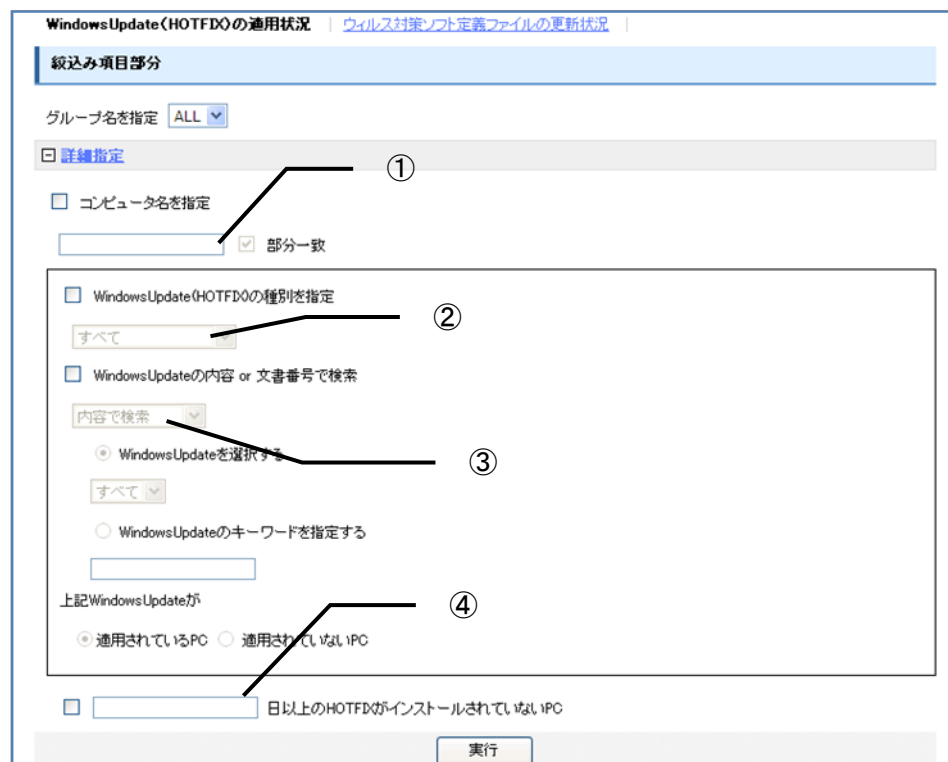 WindowsUpdate(HOTFIX)の適用状況 | ウィルス対策ソフト定義ファイルの更新状況 |
絞込み項目部分
グループ名を指定 ALL
詳細指定
①
コンピュータ名を指定
部分一致
WindowsUpdate(HOTFIX)の種別を指定
②
すべて
WindowsUpdateの内容 or 文書番号で検索
内容で検索
WindowsUpdateを選択する
③
すべて
WindowsUpdateのキーワードを指定する
上記WindowsUpdateが
④
適用されているPC 適用されていないPC
日以上のHOTFIXがインストールされていないPC
実行